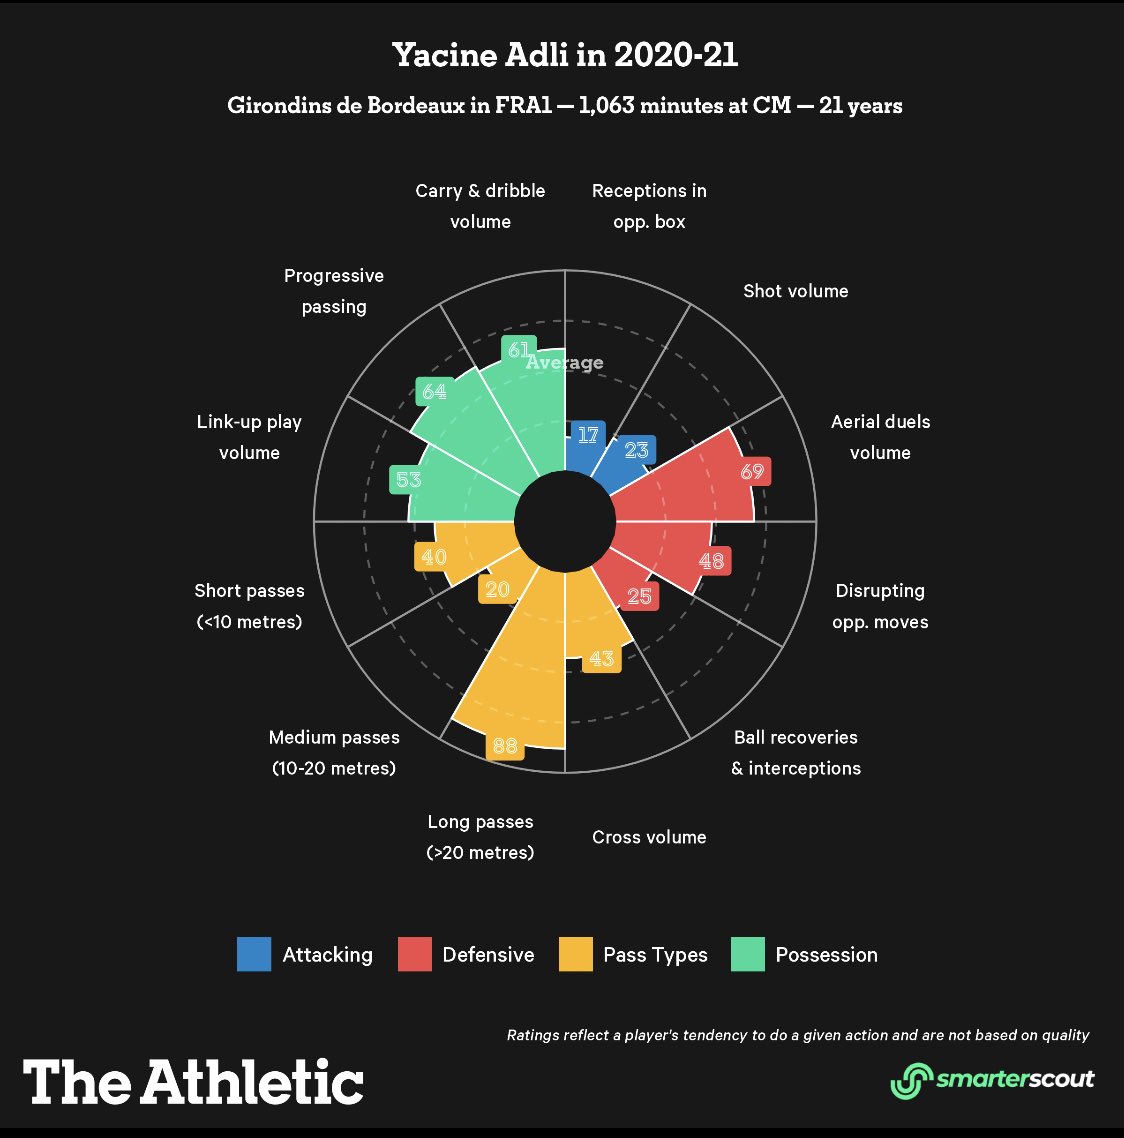 Yacine Adli in 2020-21
Girondins de Bordeaux in FRA1 — 1,063 minutes at CM — 21 years
Carry & dribble
volume
Receptions in
opp. box
Progressive
passing
Shot volume
Link-up play
volume
Aerial duels
volume
61
Average
64
17
23
53
69
40
48
20
25
43
88
Short passes
(<10 metres)
Disrupting
opp. moves
Medium passes
(10-20 metres)
Ball recoveries
& interceptions
Long passes
(>20 metres)
Cross volume
Attacking
Defensive
Pass Types
Possession
Ratings reflect a player's tendency to do a given action and are not based on quality
The Athletic
smarterscout